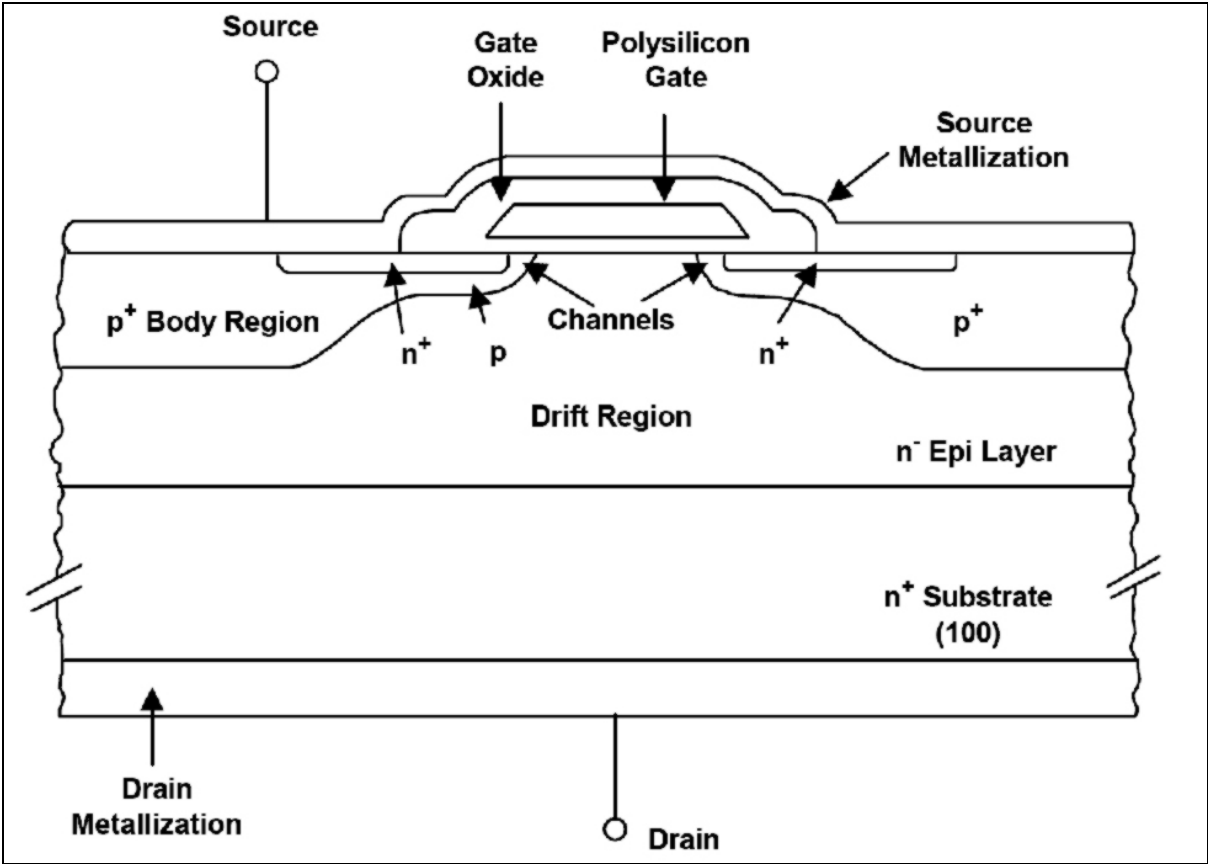 Source
Gate
Oxide
Polysilicon
Gate
Source
Metallization
p+ Body Region
n+
p
Channels
n+
p+
Drift Region
n- Epi Layer
n+ Substrate
(100)
Drain
Metallization
Drain